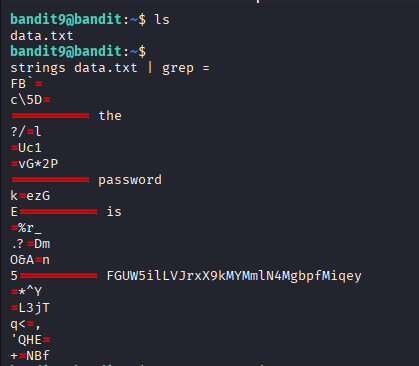 bandit9@bandit:~$ ls
data.txt
bandit9@bandit:~$
strings data.txt | grep =
FB`=
c\5D=
========== the
?/=l
=Uc1
=vG*2P
========== password
k=ezG
E========== is
=%r_
.?=Dm
O&A=n
5========== FGUW5ilLVJrxX9kMYMmlN4MgbpfMiqey
=*^Y
=L3jT
q<=,
'QHE=
+=NBf